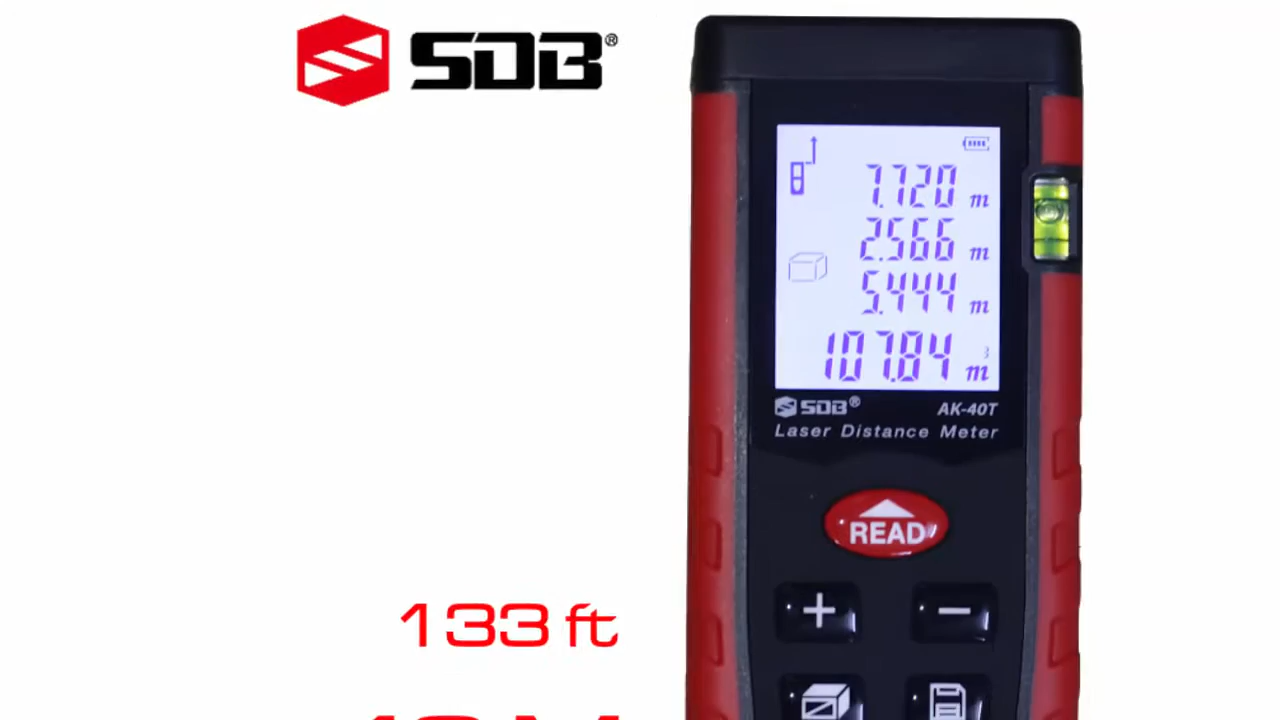 SDB®
7.720 m
2.566 m
5.444 m
107.84 m³
SDB® AK-40T
Laser Distance Meter
READ
+ −
133 ft